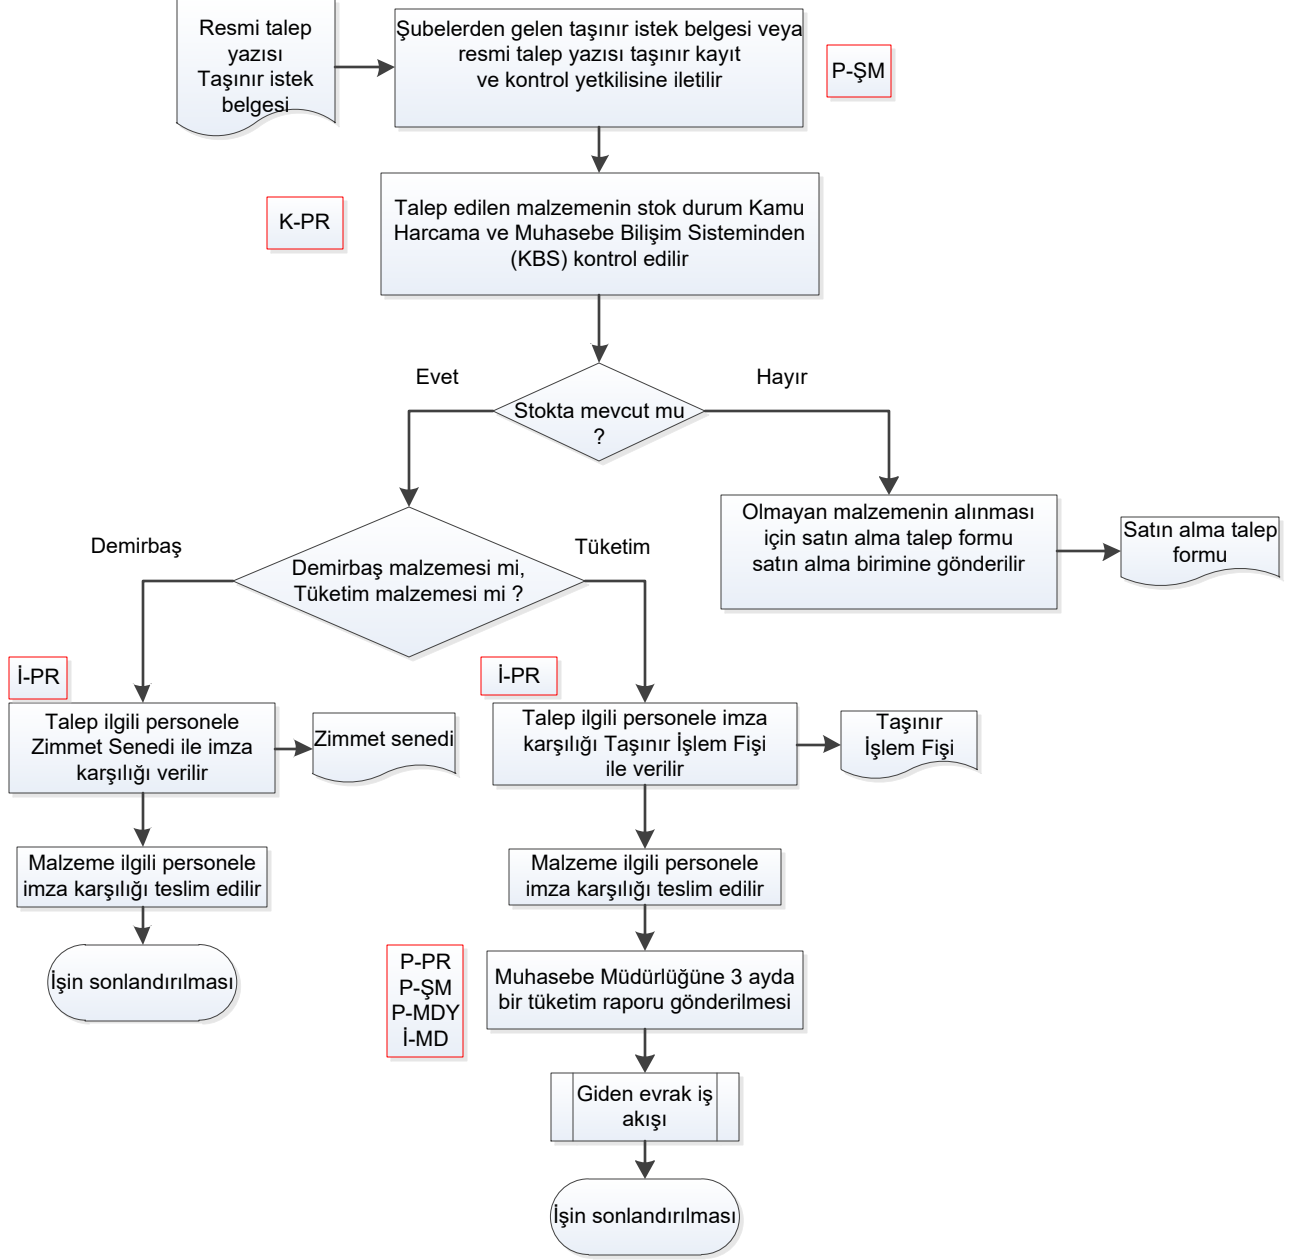 Resmi talep
yazısı
Taşınır istek
belgesi
Şubelerden gelen taşınır istek belgesi veya
resmi talep yazısı taşınır kayıt
ve kontrol yetkilisine iletilir
P-ŞM
K-PR
Talep edilen malzemenin stok durum Kamu
Harcama ve Muhasebe Bilişim Sisteminden
(KBS) kontrol edilir
Evet
Hayır
Stokta mevcut mu
?
Demirbaş
Tüketim
Demirbaş malzemesi mi,
Tüketim malzemesi mi ?
Olmayan malzemenin alınması
için satın alma talep formu
satın alma birimine gönderilir
Satın alma talep
formu
İ-PR
İ-PR
Talep ilgili personele
Zimmet Senedi ile imza
karşılığı verilir
Zimmet senedi
Talep ilgili personele imza
karşılığı Taşınır İşlem Fişi
ile verilir
Taşınır
İşlem Fişi
Malzeme ilgili personele
imza karşılığı teslim edilir
Malzeme ilgili personele
imza karşılığı teslim edilir
İşin sonlandırılması
P-PR
P-ŞM
P-MDY
İ-MD
Muhasebe Müdürlüğüne 3 ayda
bir tüketim raporu gönderilmesi
Giden evrak iş
akışı
İşin sonlandırılması